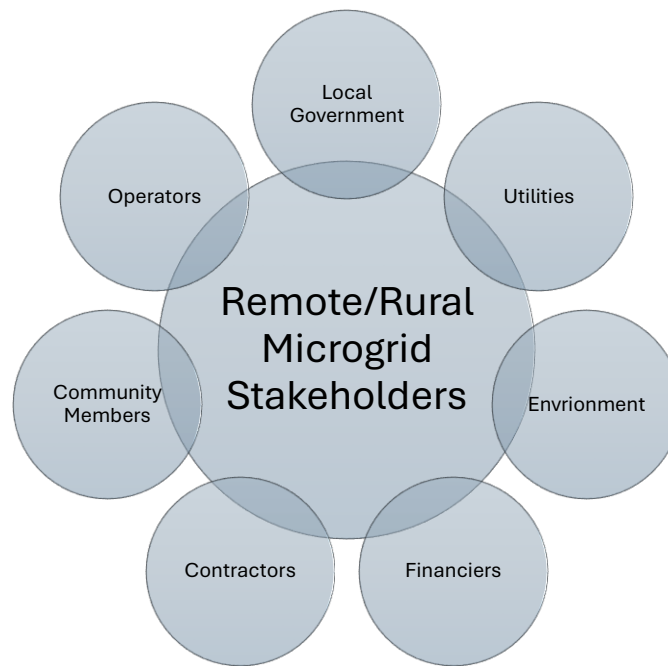 Local
Government
Operators
Utilities
Remote/Rural
Microgrid
Stakeholders
Community
Members
Envrionment
Contractors
Financiers